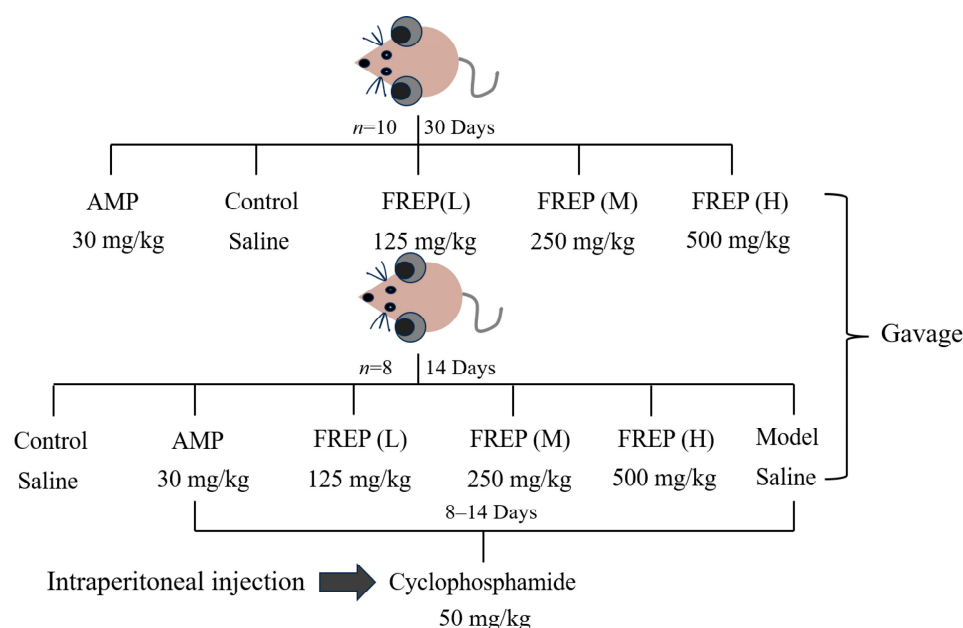 n=10 30 Days
AMP Control FREP(L) FREP (M) FREP (H)
30 mg/kg Saline 125 mg/kg 250 mg/kg 500 mg/kg
Gavage
n=8 14 Days
Control AMP FREP (L) FREP (M) FREP (H) Model
Saline 30 mg/kg 125 mg/kg 250 mg/kg 500 mg/kg Saline
8–14 Days
Intraperitoneal injection Cyclophosphamide
50 mg/kg